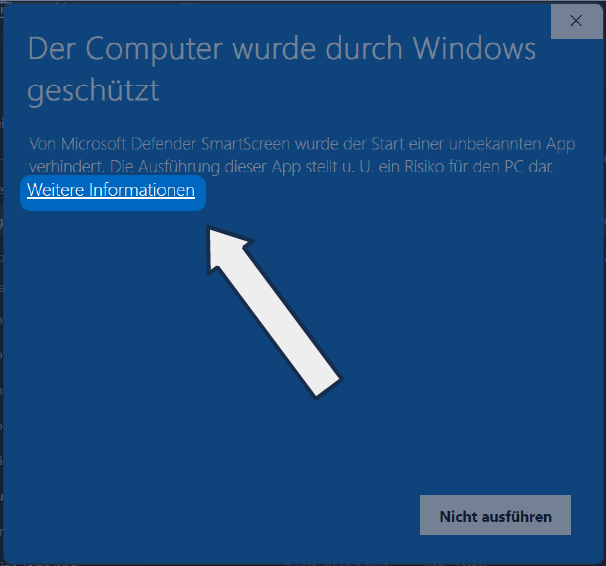 Der Computer wurde durch Windows
geschützt
Von Microsoft Defender SmartScreen wurde der Start einer unbekannten App
verhindert. Die Ausführung dieser App stellt u. U. ein Risiko für den PC dar.
Weitere Informationen
Nicht ausführen